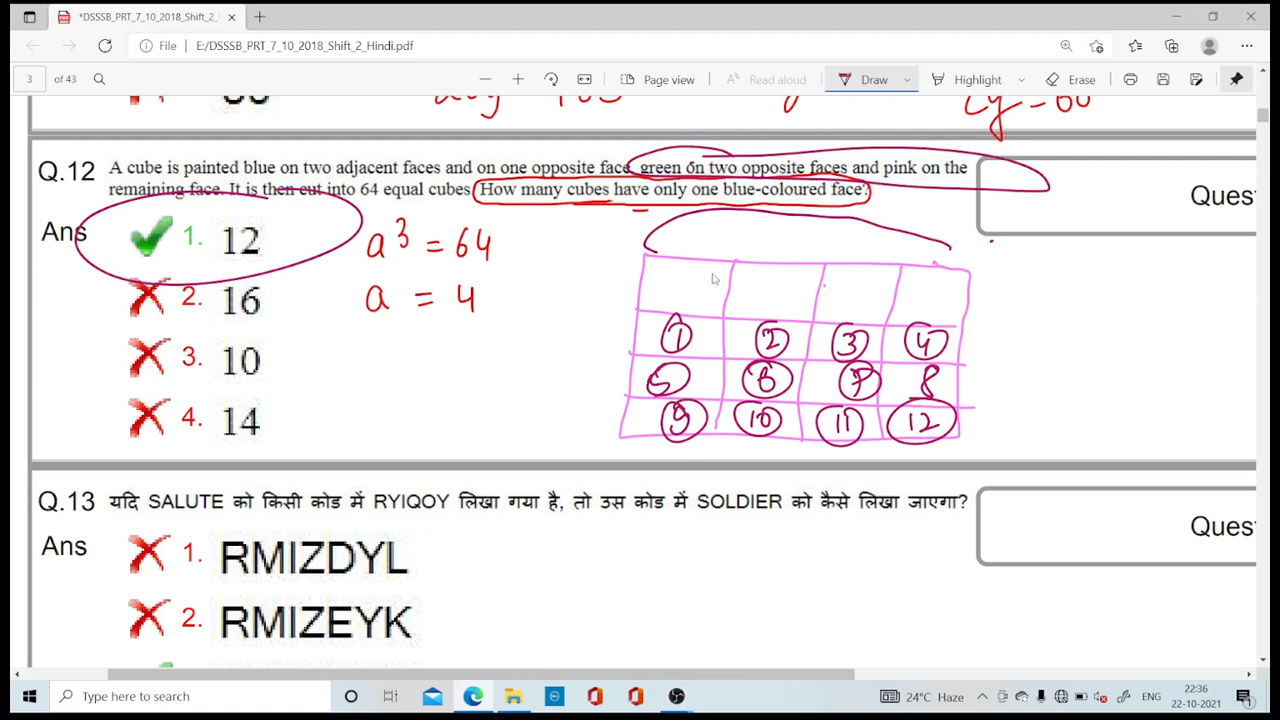 *DSSSB_PRT_7_10_2018_Shift_2_
File E:/DSSSB_PRT_7_10_2018_Shift_2_Hindi.pdf
3 of 43 Page view Read aloud Draw Highlight Erase
Q.12 A cube is painted blue on two adjacent faces and on one opposite face, green on two opposite faces and pink on the
remaining face. It is then cut into 64 equal cubes. How many cubes have only one blue-coloured face?
Ques
Ans 1. 12
2. 16
3. 10
4. 14
a³ = 64
a = 4
1 2 3 4
5 6 7 8
9 10 11 12
Q.13 यदि SALUTE को किसी कोड में RYIQOY लिखा गया है, तो उस कोड में SOLDIER को कैसे लिखा जाएगा?
Ques
Ans 1. RMIZDYL
2. RMIZEYK
Type here to search
24°C Haze
ENG
22:36
22-10-2021